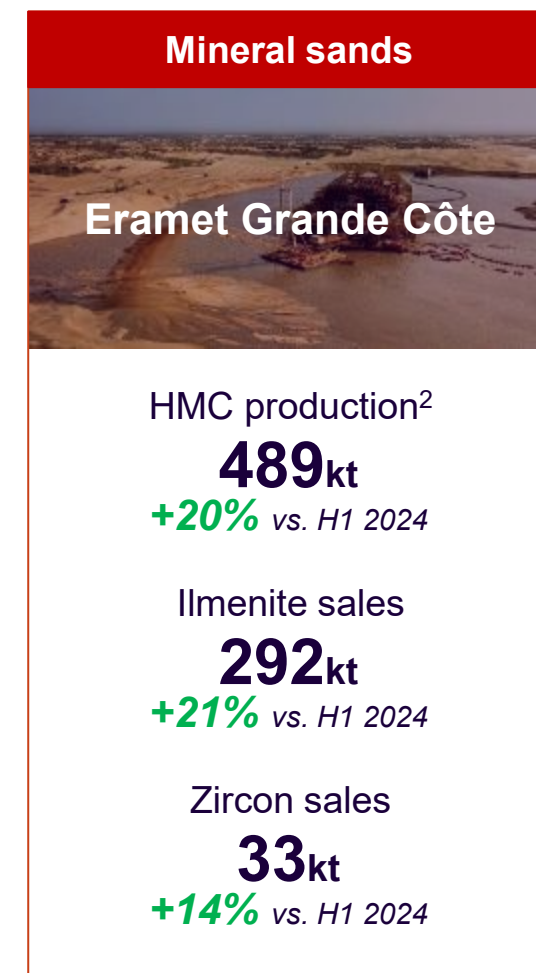 Mineral sands
Eramet Grande Côte
HMC production²
489kt
+20% vs. H1 2024
Ilmenite sales
292kt
+21% vs. H1 2024
Zircon sales
33kt
+14% vs. H1 2024